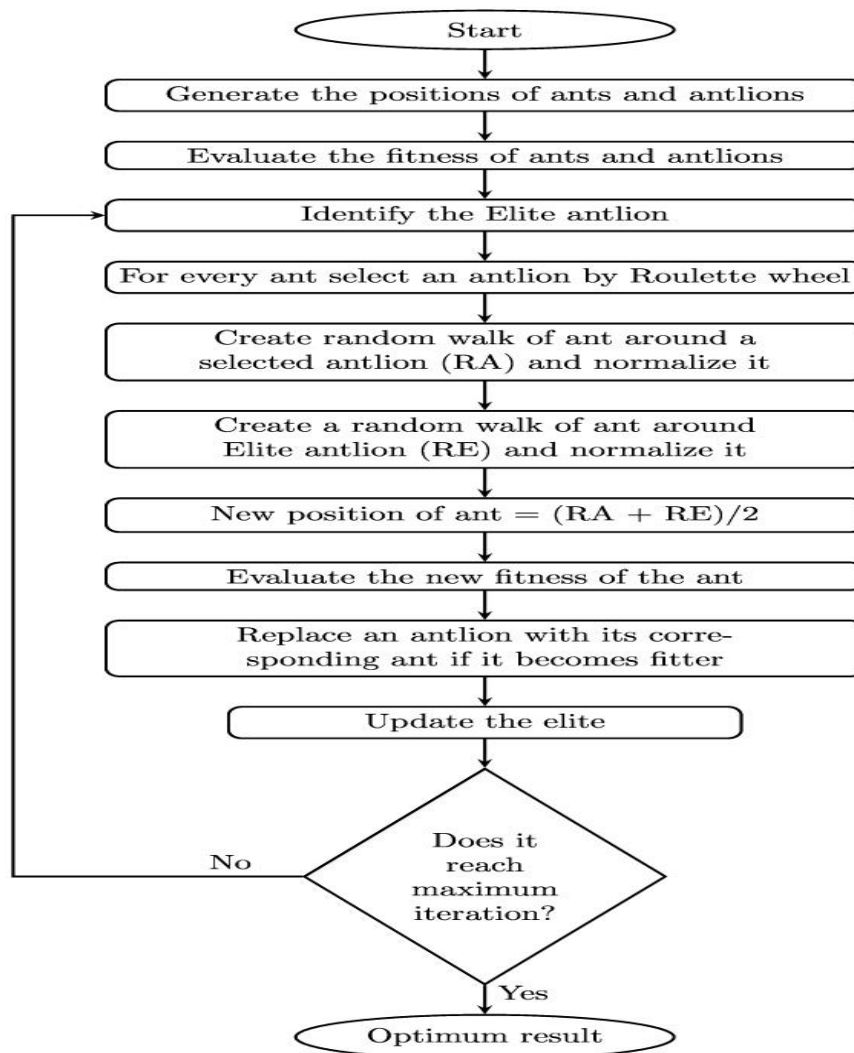 Start
Generate the positions of ants and antlions
Evaluate the fitness of ants and antlions
Identify the Elite antlion
For every ant select an antlion by Roulette wheel
Create random walk of ant around a
selected antlion (RA) and normalize it
Create a random walk of ant around
Elite antlion (RE) and normalize it
New position of ant = (RA + RE)/2
Evaluate the new fitness of the ant
Replace an antlion with its corre-
sponding ant if it becomes fitter
Update the elite
Does it
reach
maximum
iteration?
No
Yes
Optimum result